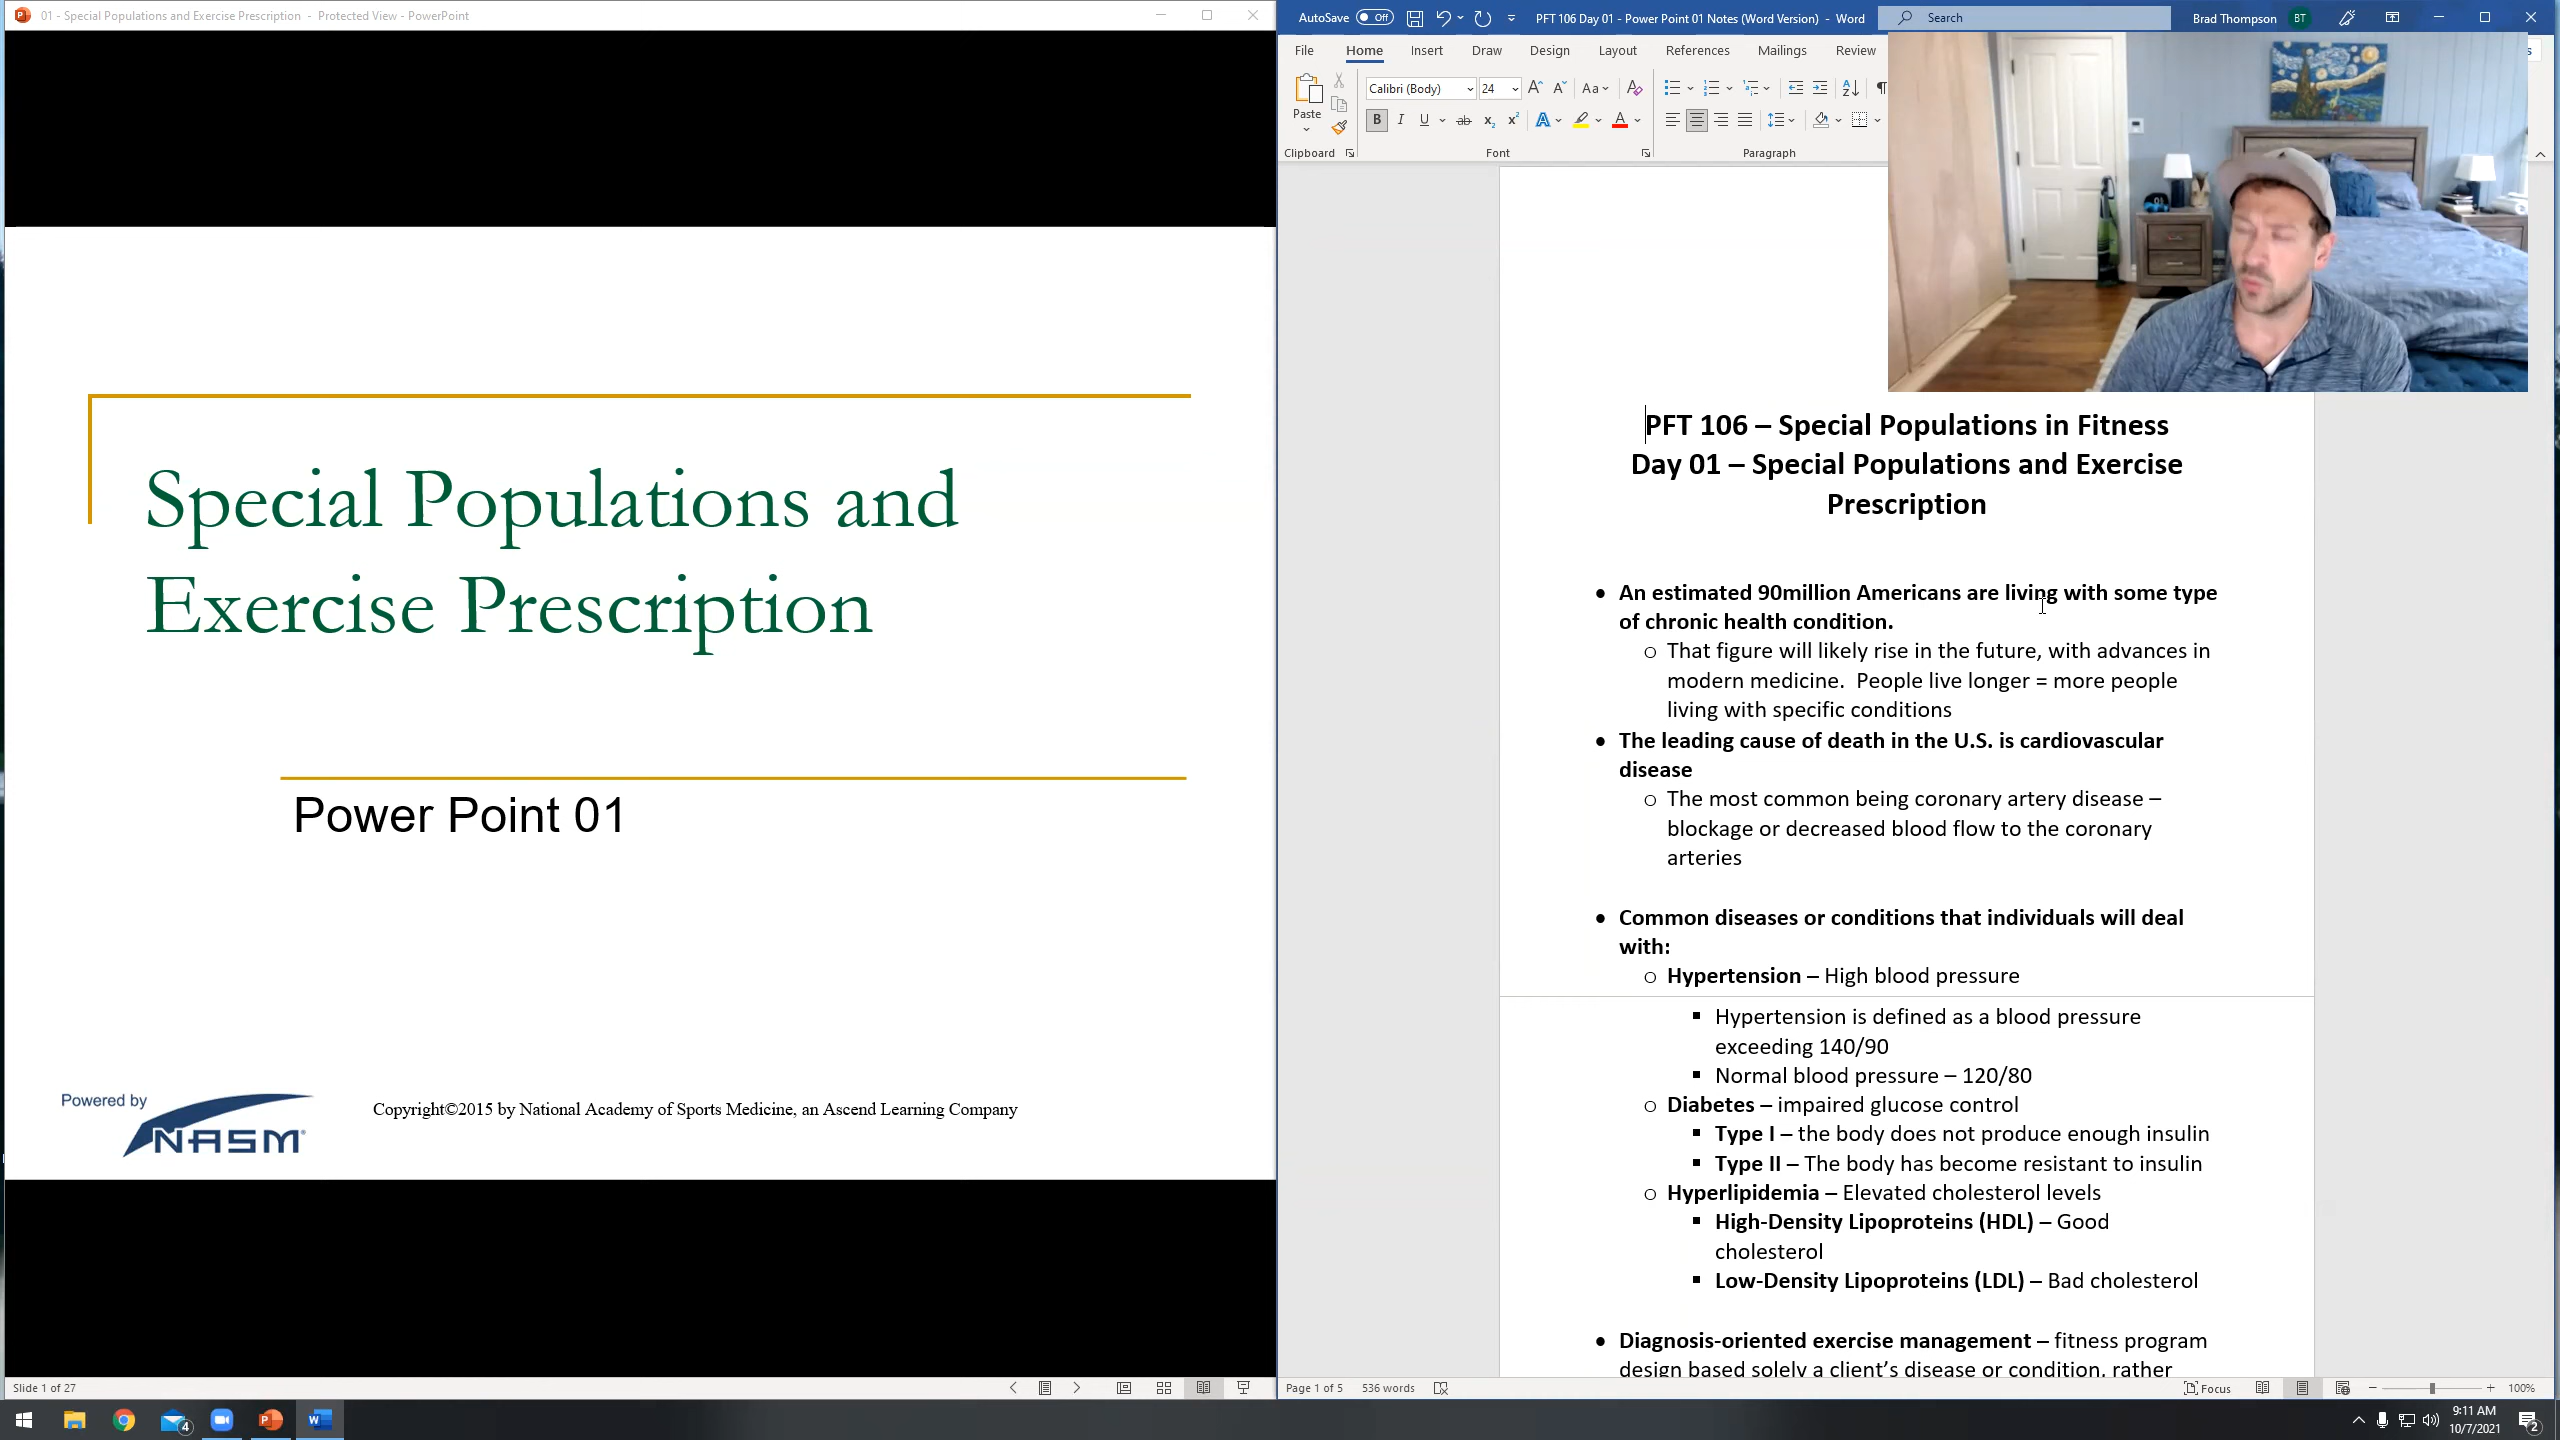 01 - Special Populations and Exercise Prescription - Protected View - PowerPoint
Special Populations and
Exercise Prescription
Power Point 01
Powered by
NASM
Copyright©2015 by National Academy of Sports Medicine, an Ascend Learning Company
Slide 1 of 27
AutoSave Off
PFT 106 Day 01 - Power Point 01 Notes (Word Version) - Word
Search
Brad Thompson BT
File Home Insert Draw Design Layout References Mailings Review
Paste
Calibri (Body) 24
Clipboard Font Paragraph
PFT 106 – Special Populations in Fitness
Day 01 – Special Populations and Exercise
Prescription
• An estimated 90million Americans are living with some type
of chronic health condition.
o That figure will likely rise in the future, with advances in
modern medicine. People live longer = more people
living with specific conditions
• The leading cause of death in the U.S. is cardiovascular
disease
o The most common being coronary artery disease –
blockage or decreased blood flow to the coronary
arteries
• Common diseases or conditions that individuals will deal
with:
o Hypertension – High blood pressure
▪ Hypertension is defined as a blood pressure
exceeding 140/90
▪ Normal blood pressure – 120/80
o Diabetes – impaired glucose control
▪ Type I – the body does not produce enough insulin
▪ Type II – The body has become resistant to insulin
o Hyperlipidemia – Elevated cholesterol levels
▪ High-Density Lipoproteins (HDL) – Good
cholesterol
▪ Low-Density Lipoproteins (LDL) – Bad cholesterol
• Diagnosis-oriented exercise management – fitness program
design based solely a client's disease or condition, rather
Page 1 of 5 536 words
Focus
100%
4
9:11 AM
10/7/2021
2